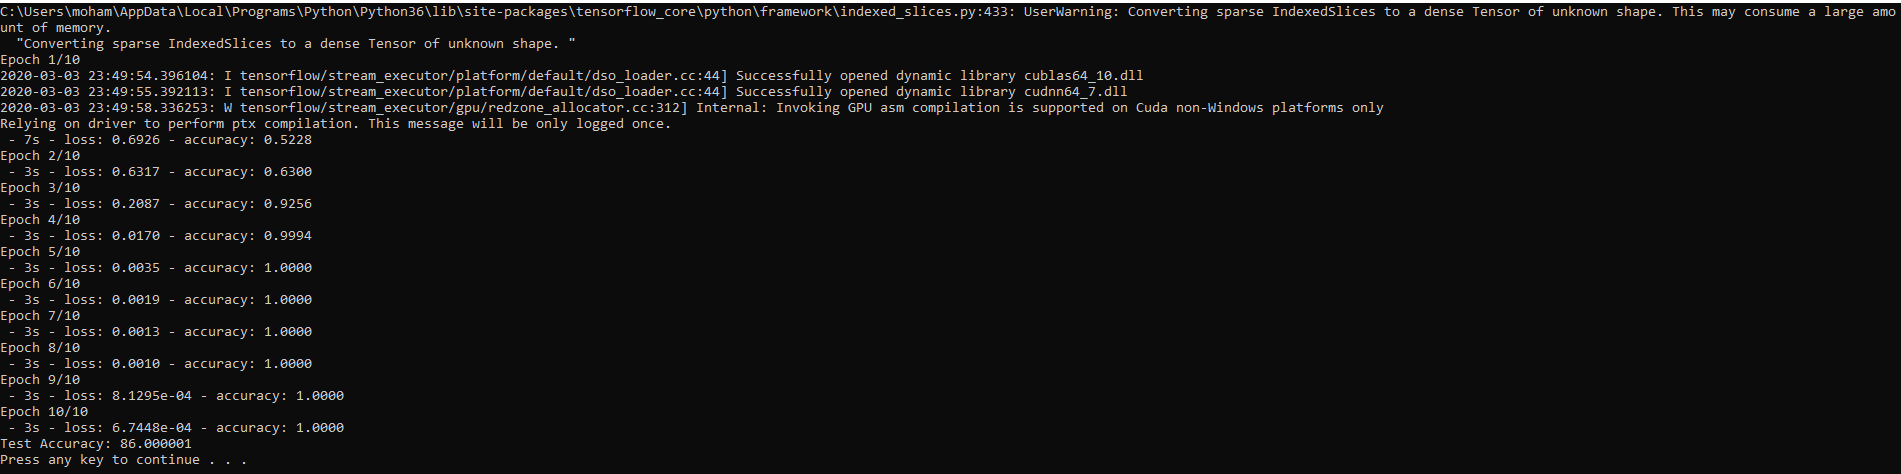 C:\Users\moham\AppData\Local\Programs\Python\Python36\lib\site-packages\tensorflow_core\python\framework\indexed_slices.py:433: UserWarning: Converting sparse IndexedSlices to a dense Tensor of unknown shape. This may consume a large amo
unt of memory.
  "Converting sparse IndexedSlices to a dense Tensor of unknown shape. "
Epoch 1/10
2020-03-03 23:49:54.396104: I tensorflow/stream_executor/platform/default/dso_loader.cc:44] Successfully opened dynamic library cublas64_10.dll
2020-03-03 23:49:55.392113: I tensorflow/stream_executor/platform/default/dso_loader.cc:44] Successfully opened dynamic library cudnn64_7.dll
2020-03-03 23:49:58.336253: W tensorflow/stream_executor/gpu/redzone_allocator.cc:312] Internal: Invoking GPU asm compilation is supported on Cuda non-Windows platforms only
Relying on driver to perform ptx compilation. This message will be only logged once.
 - 7s - loss: 0.6926 - accuracy: 0.5228
Epoch 2/10
 - 3s - loss: 0.6317 - accuracy: 0.6300
Epoch 3/10
 - 3s - loss: 0.2087 - accuracy: 0.9256
Epoch 4/10
 - 3s - loss: 0.0170 - accuracy: 0.9994
Epoch 5/10
 - 3s - loss: 0.0035 - accuracy: 1.0000
Epoch 6/10
 - 3s - loss: 0.0019 - accuracy: 1.0000
Epoch 7/10
 - 3s - loss: 0.0013 - accuracy: 1.0000
Epoch 8/10
 - 3s - loss: 0.0010 - accuracy: 1.0000
Epoch 9/10
 - 3s - loss: 8.1295e-04 - accuracy: 1.0000
Epoch 10/10
 - 3s - loss: 6.7448e-04 - accuracy: 1.0000
Test Accuracy: 86.000001
Press any key to continue . . .